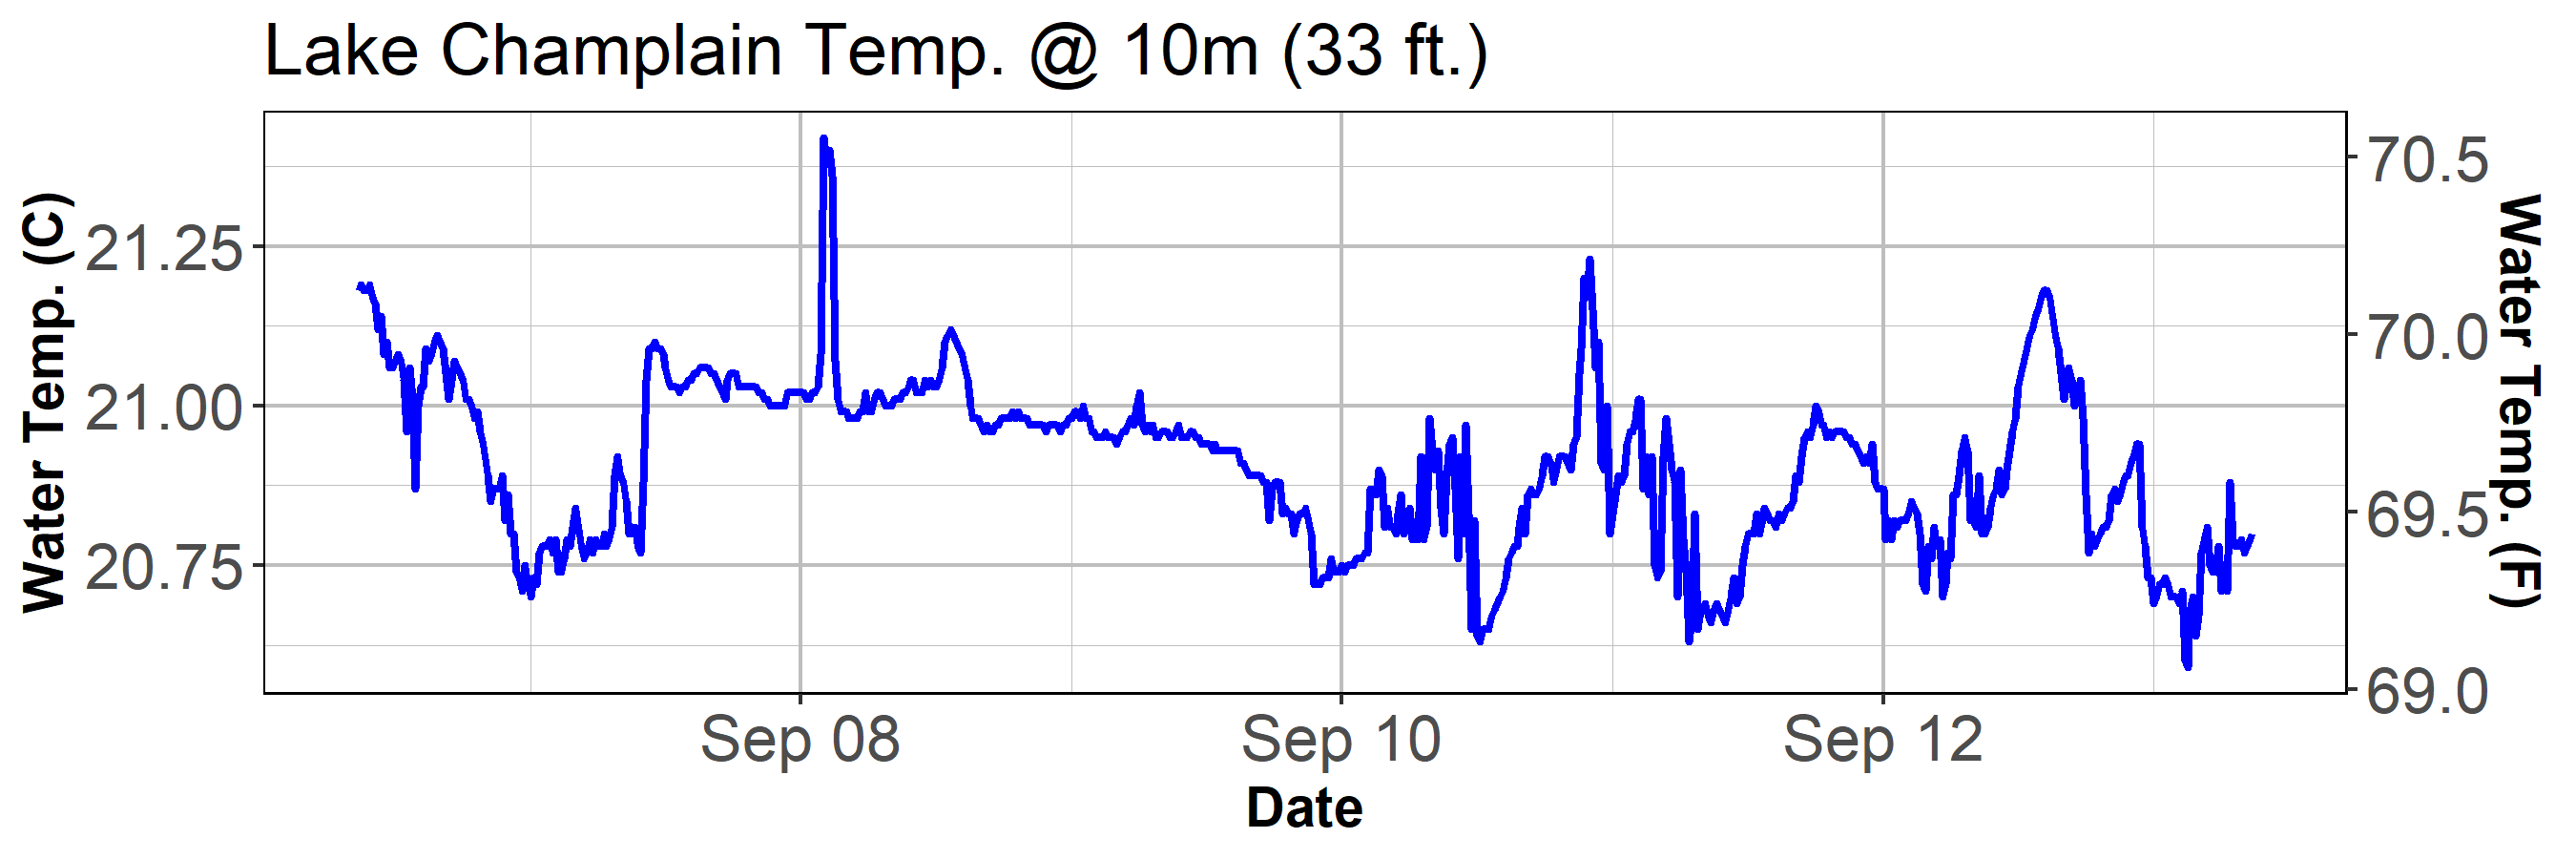 Lake Champlain Temp. @ 10m (33 ft.)
Water Temp. (C)
21.25
21.00
20.75
70.5
70.0
69.5
69.0
Water Temp. (F)
Sep 08
Sep 10
Sep 12
Date